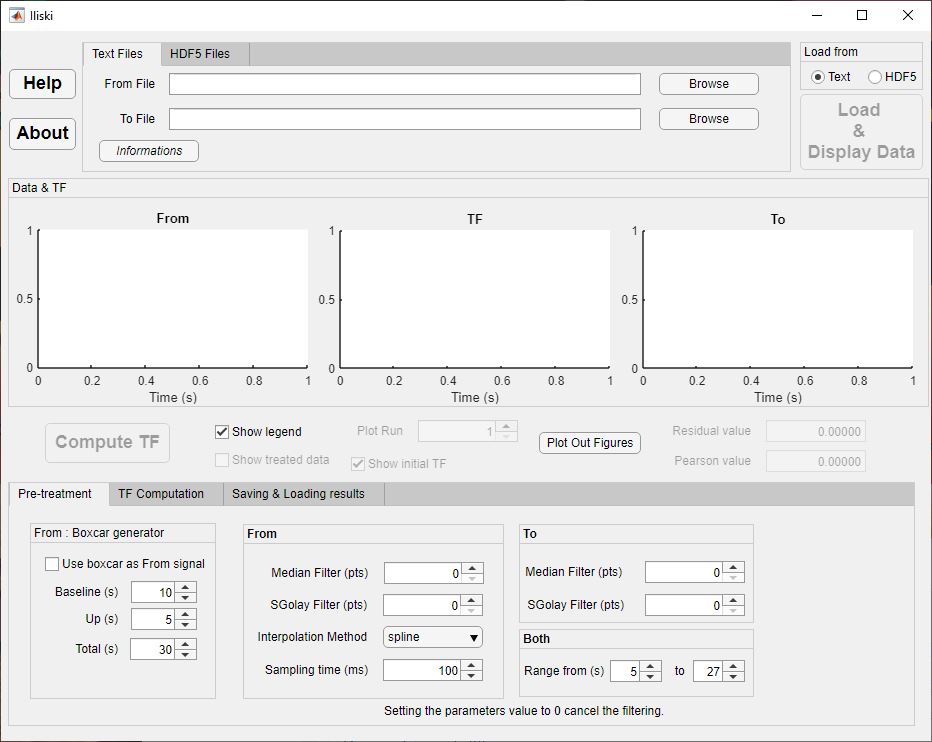 Iliski
Help
About
Text Files
HDF5 Files
From File
Browse
To File
Browse
Informations
Load from
Text
HDF5
Load
&
Display Data
Data & TF
From
1
0.5
0
0
0.2
0.4
0.6
0.8
1
Time (s)
TF
1
0.5
0
0
0.2
0.4
0.6
0.8
1
Time (s)
To
1
0.5
0
0
0.2
0.4
0.6
0.8
1
Time (s)
Compute TF
Show legend
Show treated data
Plot Run
1
Show initial TF
Plot Out Figures
Residual value
0.00000
Pearson value
0.00000
Pre-treatment
TF Computation
Saving & Loading results
From : Boxcar generator
Use boxcar as From signal
Baseline (s)
10
Up (s)
5
Total (s)
30
From
Median Filter (pts)
0
SGolay Filter (pts)
0
Interpolation Method
spline
Sampling time (ms)
100
To
Median Filter (pts)
0
SGolay Filter (pts)
0
Both
Range from (s)
5
to
27
Setting the parameters value to 0 cancel the filtering.